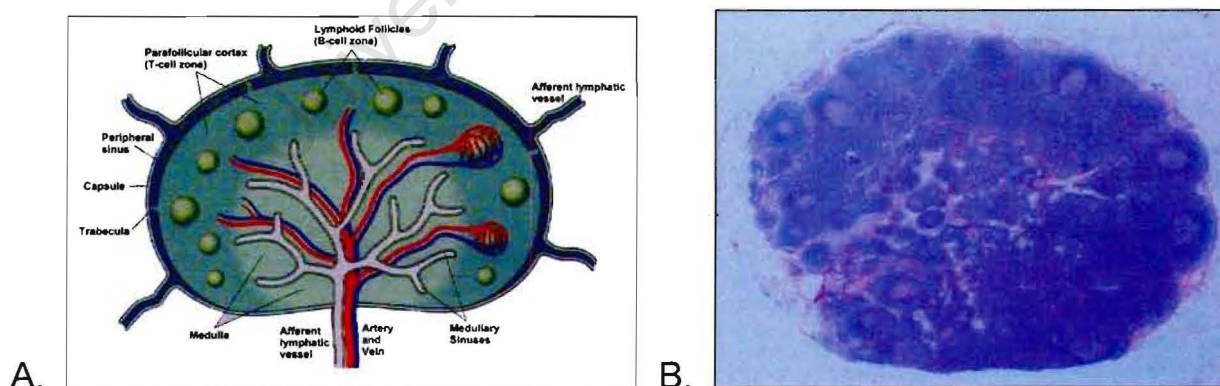 Lymphoid Follicles
(B-cell zone)
Parafollicular cortex
(T-cell zone)
Afferent lymphatic
vessel
Peripheral
sinus
Capsule
Trabecula
Medulla
Afferent
lymphatic
vessel
Artery
and
Vein
Medullary
Sinuses
A.
B.